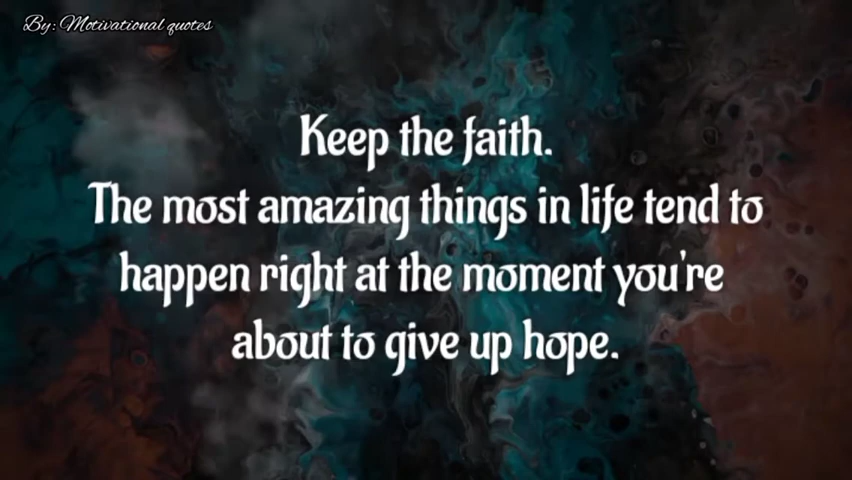 By: Motivational quotes
Keep the faith.
The most amazing things in life tend to
happen right at the moment you're
about to give up hope.